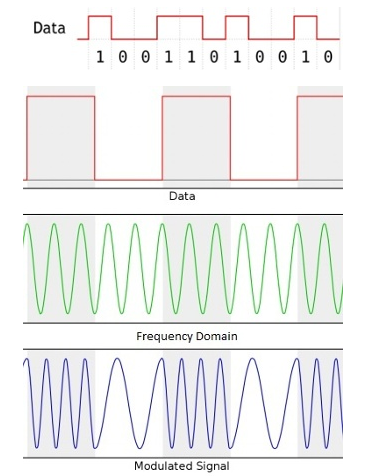 Data
1 0 0 1 1 0 1 0 0 1 0
Data
Frequency Domain
Modulated Signal